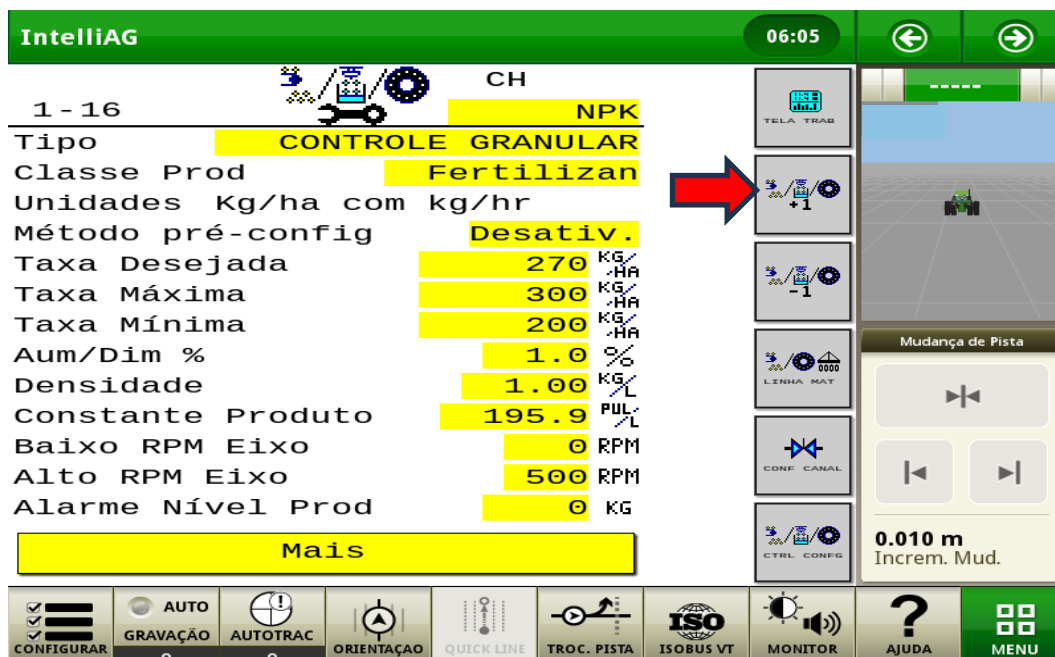 IntelliAG
06:05
CH
1-16
NPK
Tipo CONTROLE GRANULAR
Classe Prod Fertilizan
Unidades Kg/ha com kg/hr
Método pré-config Desativ.
Taxa Desejada 270 KG/HA
Taxa Máxima 300 KG/HA
Taxa Mínima 200 KG/HA
Aum/Dim % 1.0 %
Densidade 1.00 KG/L
Constante Produto 195.9 PUL/L
Baixo RPM Eixo 0 RPM
Alto RPM Eixo 500 RPM
Alarme Nível Prod 0 KG
Mais
TELA TRAB
+1
-1
LINHA MAT
CONF CANAL
CTRL CONFG
-----
Mudança de Pista
0.010 m
Increm. Mud.
CONFIGURAR
AUTO
GRAVAÇÃO
AUTOTRAC
ORIENTAÇAO
QUICK LINE
TROC. PISTA
ISO
ISOBUS VT
MONITOR
?
AJUDA
MENU